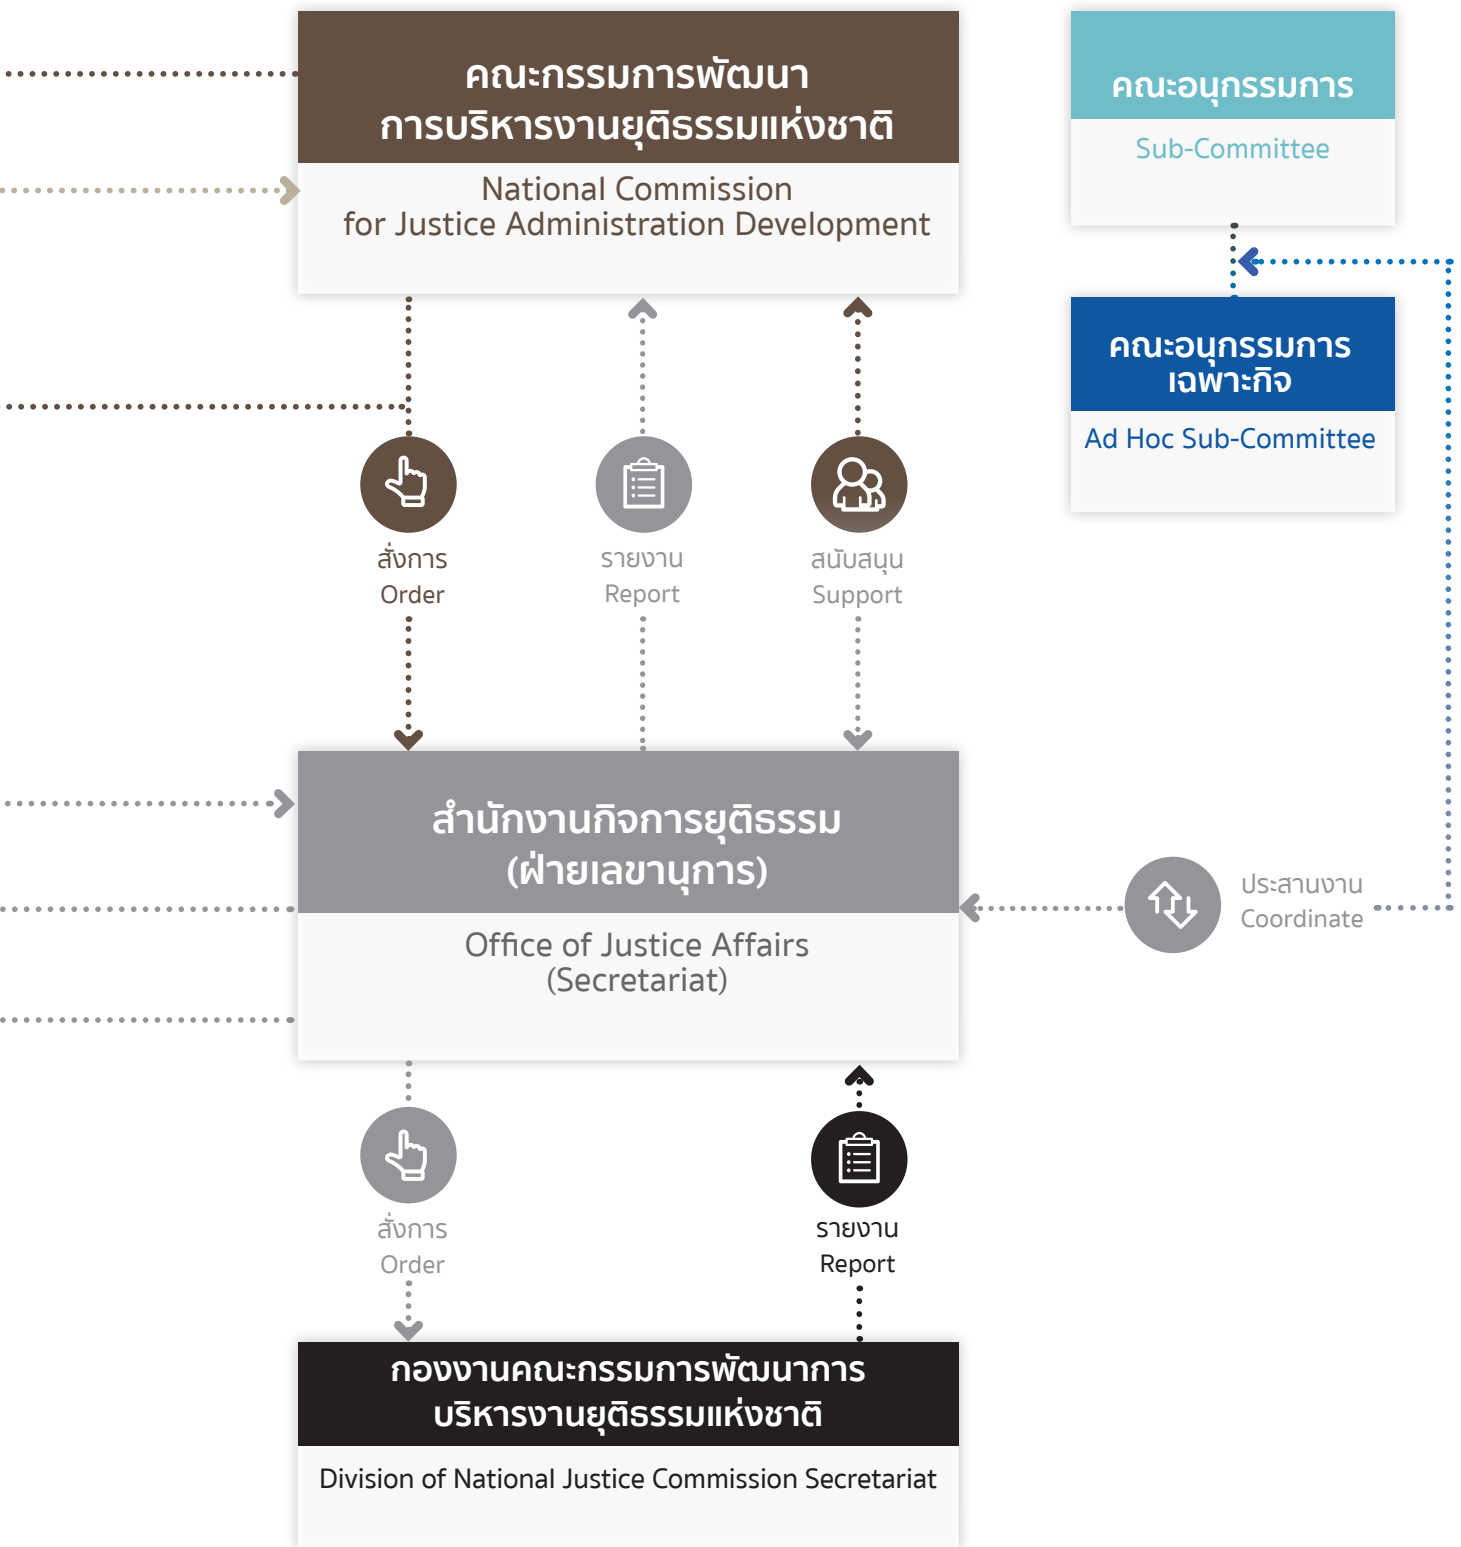 คณะกรรมการพัฒนา
การบริหารงานยุติธรรมแห่งชาติ
National Commission
for Justice Administration Development
คณะอนุกรรมการ
Sub-Committee
คณะอนุกรรมการ
เฉพาะกิจ
Ad Hoc Sub-Committee
สั่งการ
Order
รายงาน
Report
สนับสนุน
Support
สำนักงานกิจการยุติธรรม
(ฝ่ายเลขานุการ)
Office of Justice Affairs
(Secretariat)
ประสานงาน
Coordinate
สั่งการ
Order
รายงาน
Report
กองงานคณะกรรมการพัฒนาการ
บริหารงานยุติธรรมแห่งชาติ
Division of National Justice Commission Secretariat